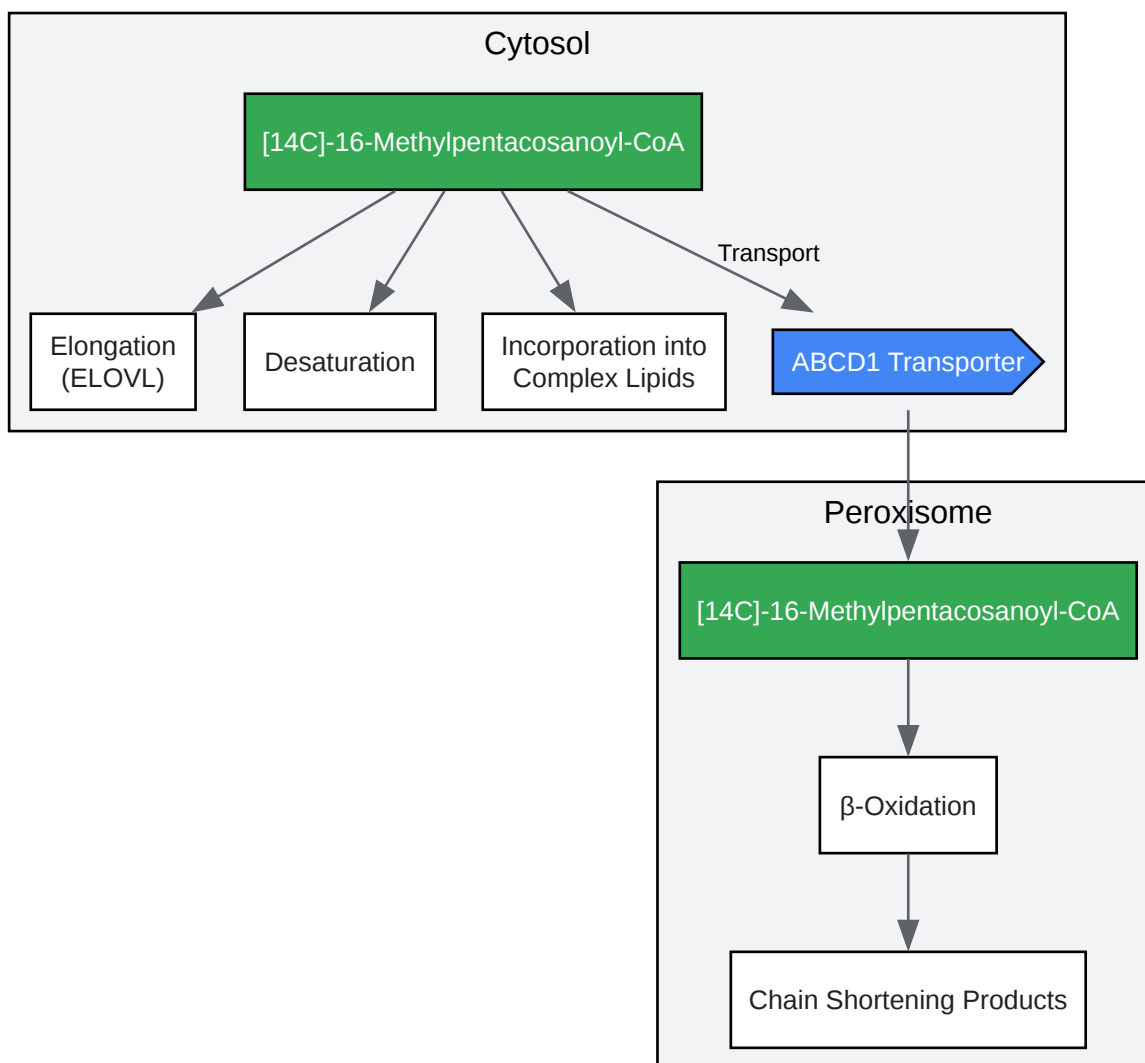 Cytosol
[14C]-16-Methylpentacosanoyl-CoA
Transport
Elongation
(ELOVL)
Desaturation
Incorporation into
Complex Lipids
ABCD1 Transporter
Peroxisome
[14C]-16-Methylpentacosanoyl-CoA
β-Oxidation
Chain Shortening Products